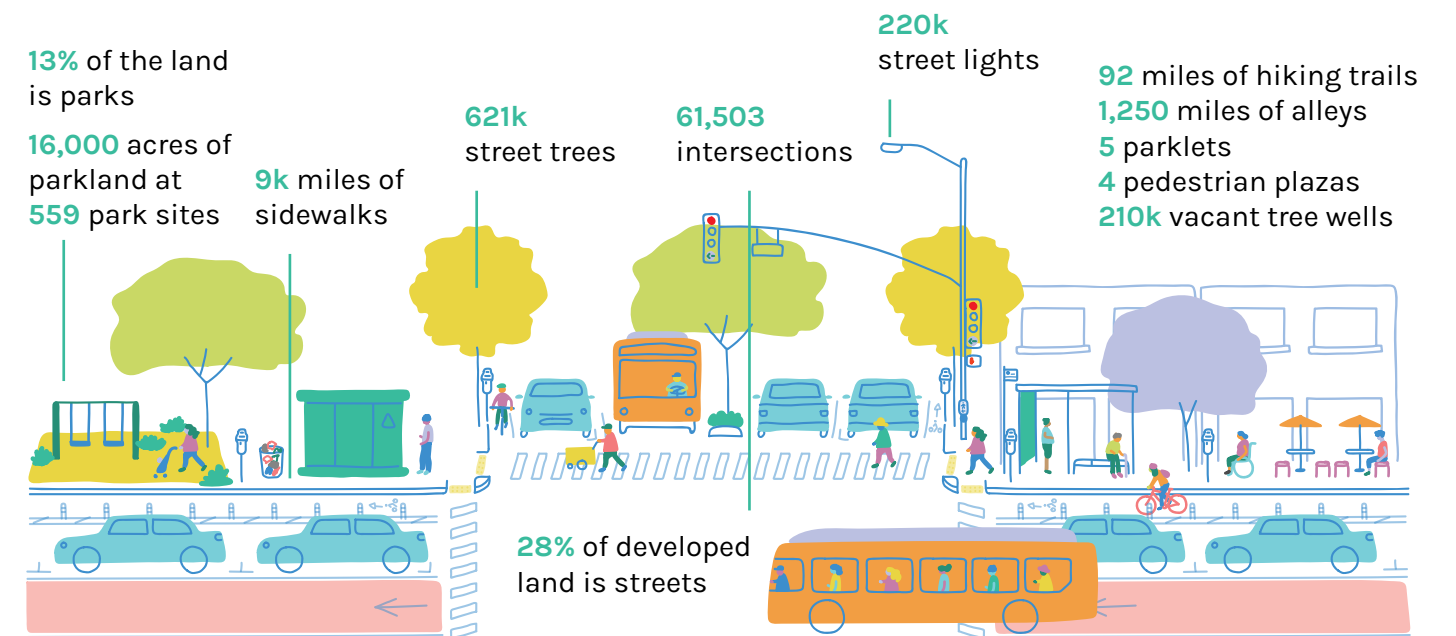 13% of the land
is parks
16,000 acres of
parkland at
559 park sites
9k miles of
sidewalks
621k
street trees
61,503
intersections
220k
street lights
92 miles of hiking trails
1,250 miles of alleys
5 parklets
4 pedestrian plazas
210k vacant tree wells
28% of developed
land is streets